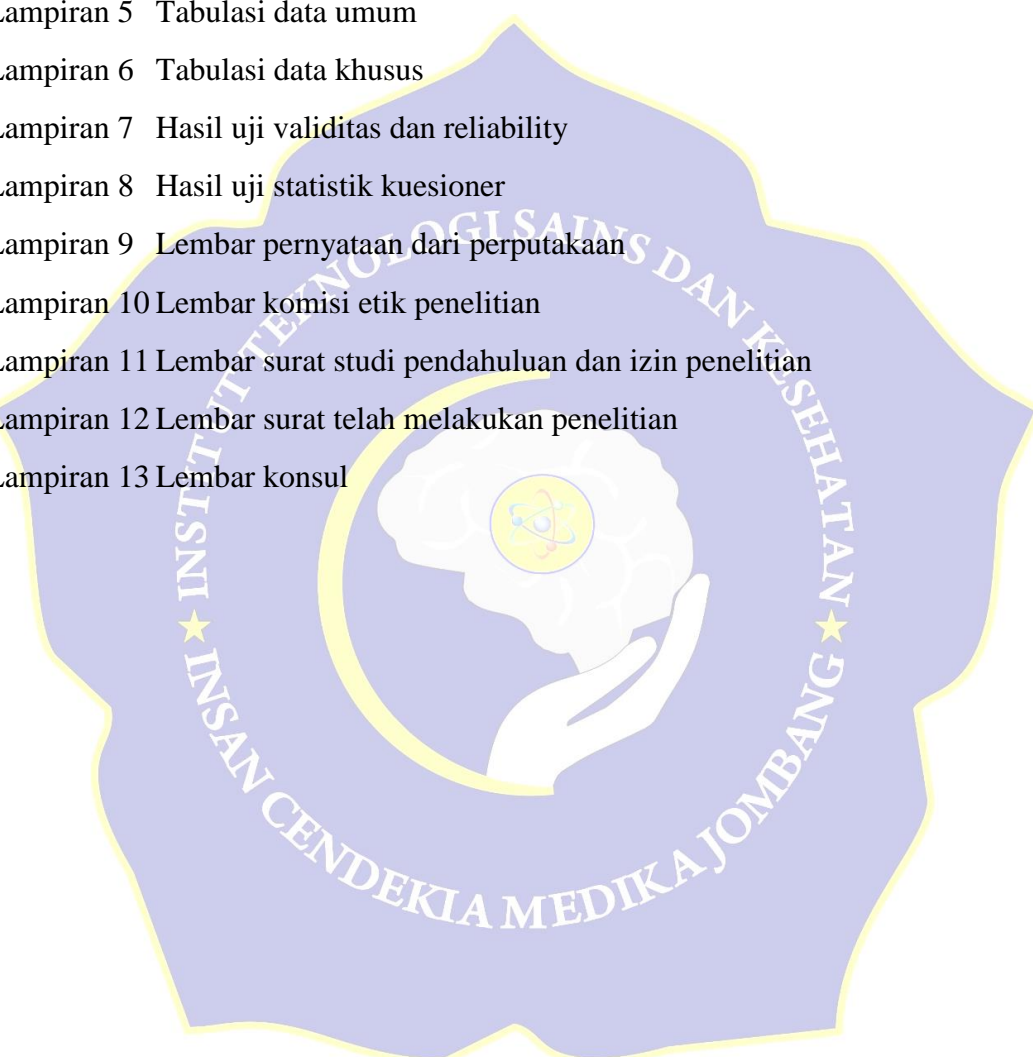 Lampiran 5 Tabulasi data umum
Lampiran 6 Tabulasi data khusus
Lampiran 7 Hasil uji validitas dan reliability
Lampiran 8 Hasil uji statistik kuesioner
Lampiran 9 Lembar pernyataan dari perputakaan
Lampiran 10 Lembar komisi etik penelitian
Lampiran 11 Lembar surat studi pendahuluan dan izin penelitian
Lampiran 12 Lembar surat telah melakukan penelitian
Lampiran 13 Lembar konsul
INSTITUT TEKNOLOGI SAINS DAN KESEHATAN
INSAN CENDEKIA MEDIKA JOMBANG